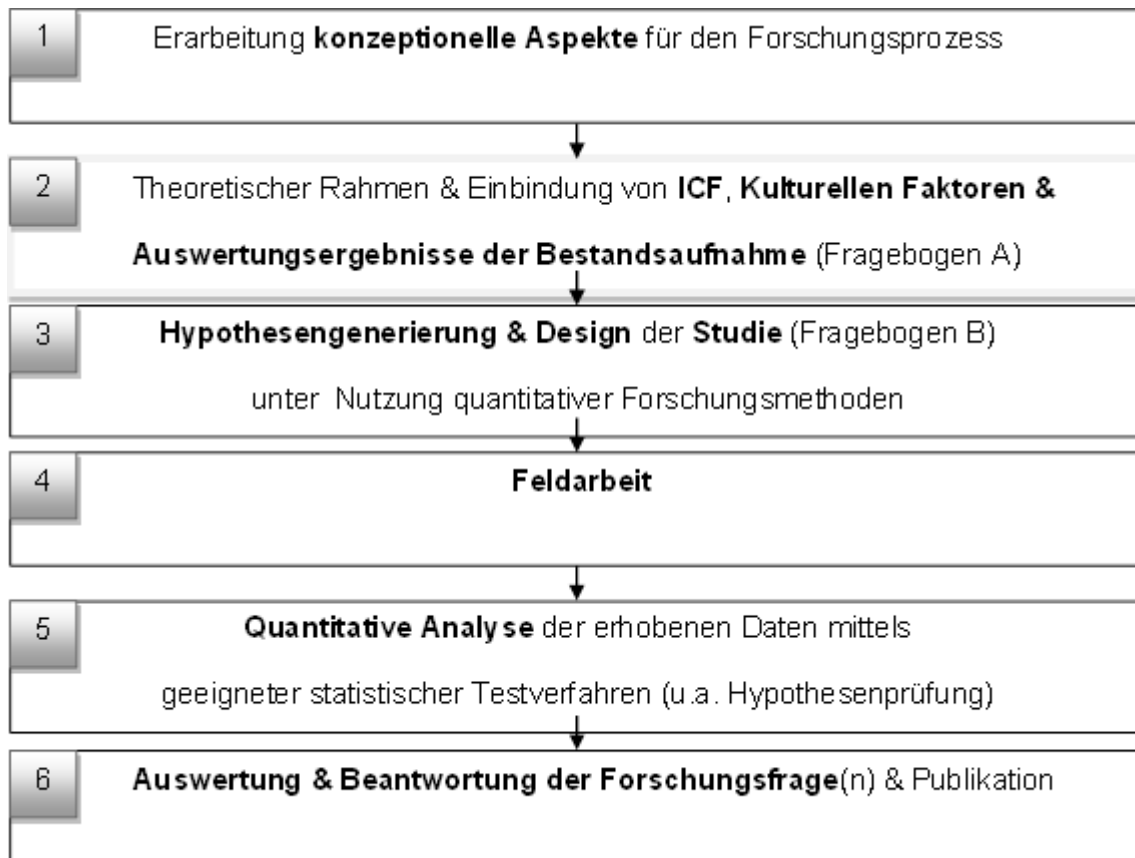 1
Erarbeitung konzeptionelle Aspekte für den Forschungsprozess
2
Theoretischer Rahmen & Einbindung von ICF, Kulturellen Faktoren &
Auswertungsergebnisse der Bestandsaufnahme (Fragebogen A)
3
Hypothesengenerierung & Design der Studie (Fragebogen B)
unter Nutzung quantitativer Forschungsmethoden
4
Feldarbeit
5
Quantitative Analyse der erhobenen Daten mittels
geeigneter statistischer Testverfahren (u.a. Hypothesenprüfung)
6
Auswertung & Beantwortung der Forschungsfrage(n) & Publikation